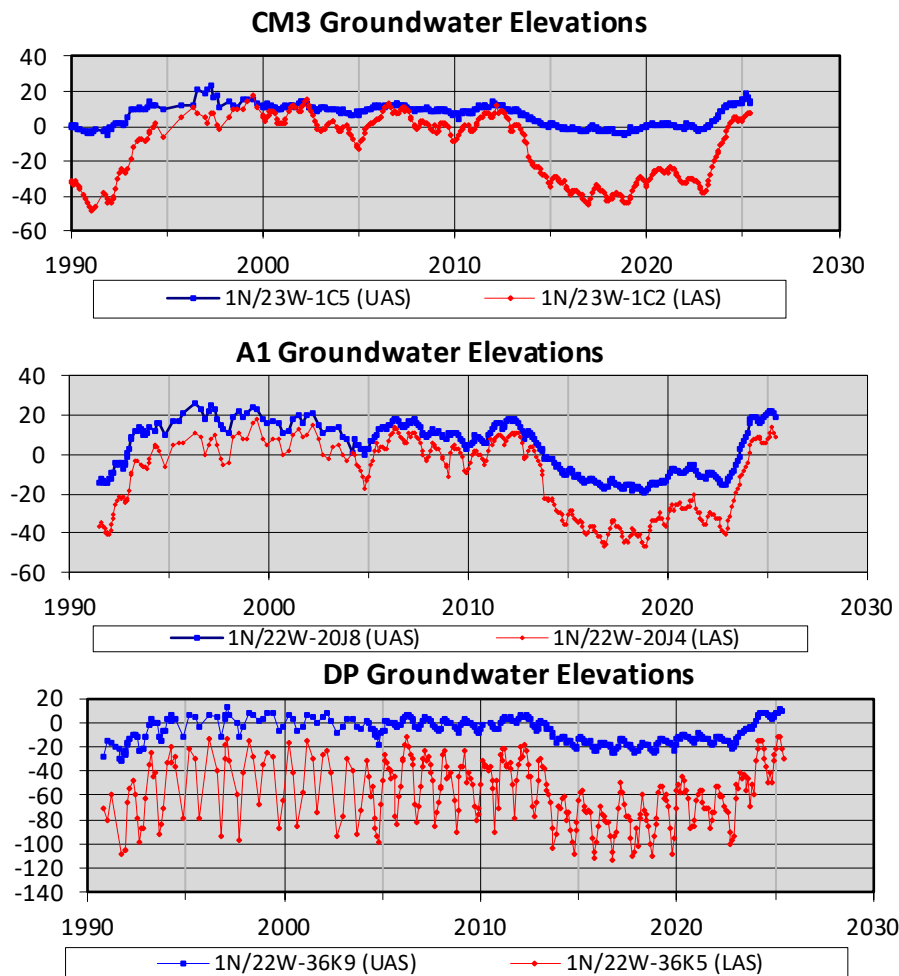 CM3 Groundwater Elevations
40
20
0
-20
-40
-60
1990 2000 2010 2020 2030
1N/23W-1C5 (UAS) 1N/23W-1C2 (LAS)
A1 Groundwater Elevations
40
20
0
-20
-40
-60
1990 2000 2010 2020 2030
1N/22W-20J8 (UAS) 1N/22W-20J4 (LAS)
DP Groundwater Elevations
20
0
-20
-40
-60
-80
-100
-120
-140
1990 2000 2010 2020 2030
1N/22W-36K9 (UAS) 1N/22W-36K5 (LAS)